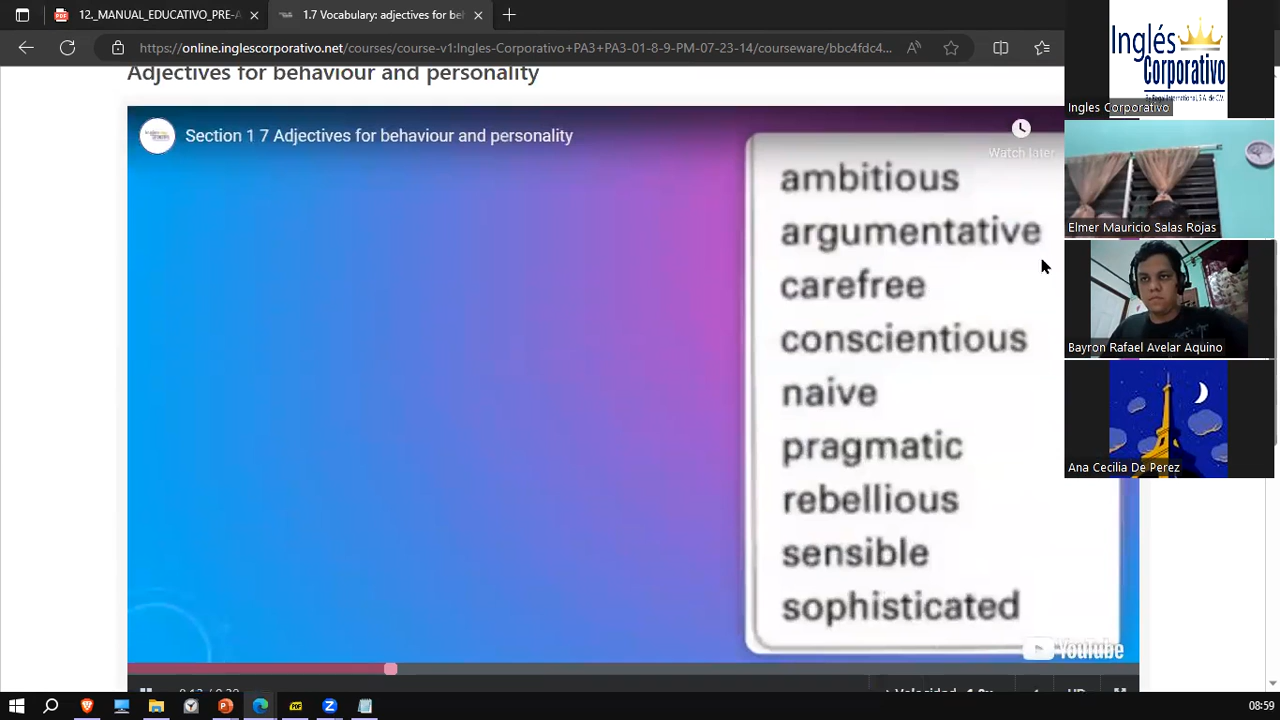 12._MANUAL_EDUCATIVO_PRE-A
1.7 Vocabulary: adjectives for beh
https://online.inglescorporativo.net/courses/course-v1:Ingles-Corporativo+PA3+PA3-01-8-9-PM-07-23-14/courseware/bbc4fdc4...
Adjectives for behaviour and personality
Section 1 7 Adjectives for behaviour and personality
Watch later
ambitious
argumentative
carefree
conscientious
naive
pragmatic
rebellious
sensible
sophisticated
YouTube
Inglés
Corporativo
Ingles Corporativo
Elmer Mauricio Salas Rojas
Bayron Rafael Avelar Aquino
Ana Cecilia De Perez
08:59